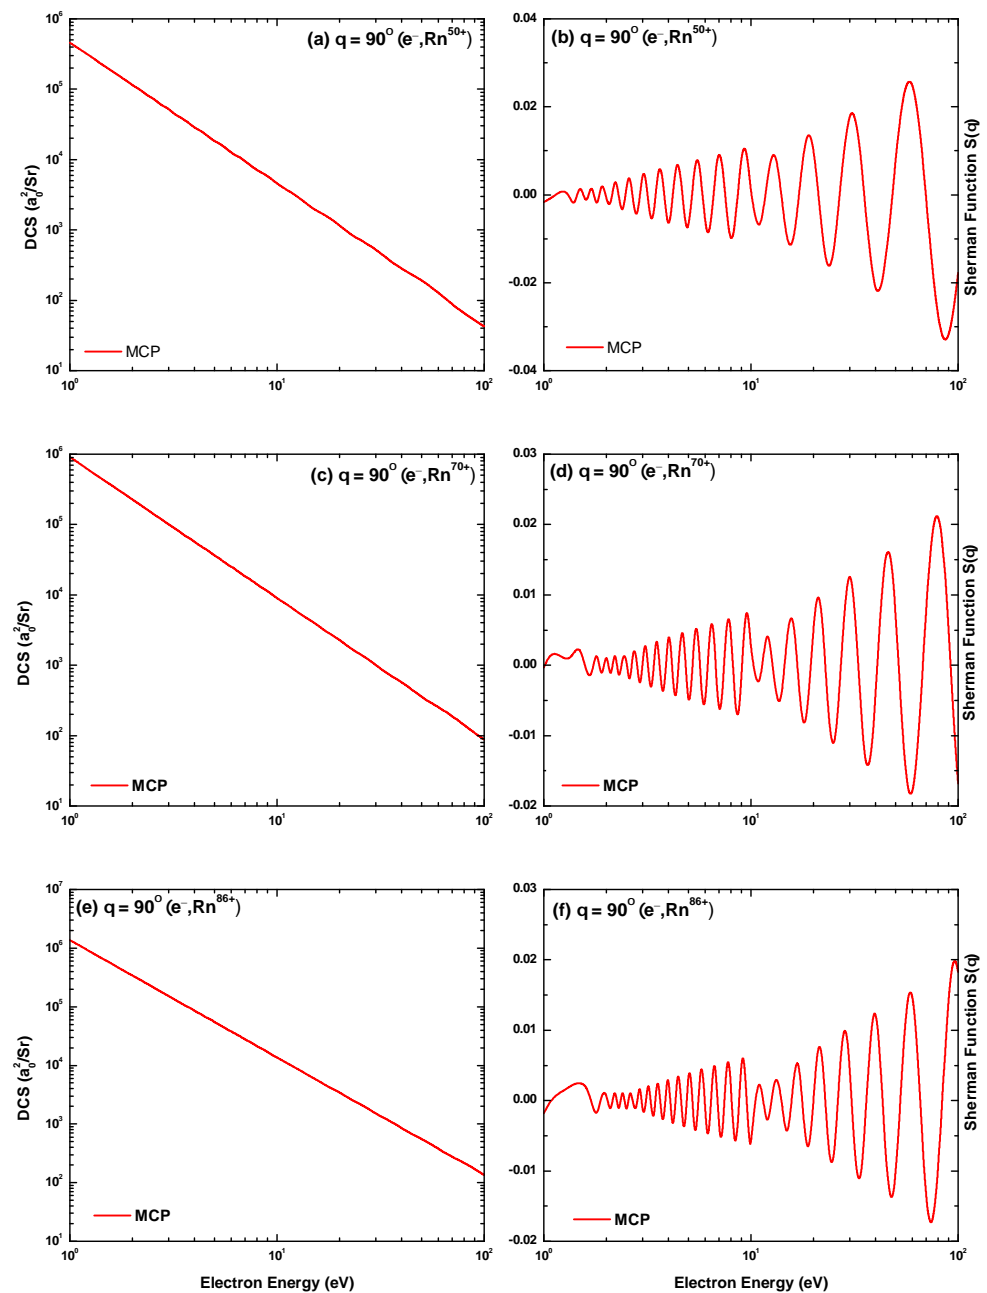 (a) q = 90° (e⁻,Rn⁵⁰⁺)
10⁶
10⁵
10⁴
10³
10²
10¹
DCS (a₀²/Sr)
MCP
10⁰ 10¹ 10²
(b) q = 90° (e⁻,Rn⁵⁰⁺)
0.04
0.02
0.00
-0.02
-0.04
Sherman Function S(q)
MCP
10⁰ 10¹ 10²
(c) q = 90° (e⁻,Rn⁷⁰⁺)
10⁶
10⁵
10⁴
10³
10²
10¹
DCS (a₀²/Sr)
MCP
10⁰ 10¹ 10²
(d) q = 90° (e⁻,Rn⁷⁰⁺)
0.03
0.02
0.01
0.00
-0.01
-0.02
Sherman Function S(q)
MCP
10⁰ 10¹ 10²
(e) q = 90° (e⁻,Rn⁸⁶⁺)
10⁷
10⁶
10⁵
10⁴
10³
10²
10¹
DCS (a₀²/Sr)
MCP
10⁰ 10¹ 10²
Electron Energy (eV)
(f) q = 90° (e⁻,Rn⁸⁶⁺)
0.03
0.02
0.01
0.00
-0.01
-0.02
Sherman Function S(q)
MCP
10⁰ 10¹ 10²
Electron Energy (eV)